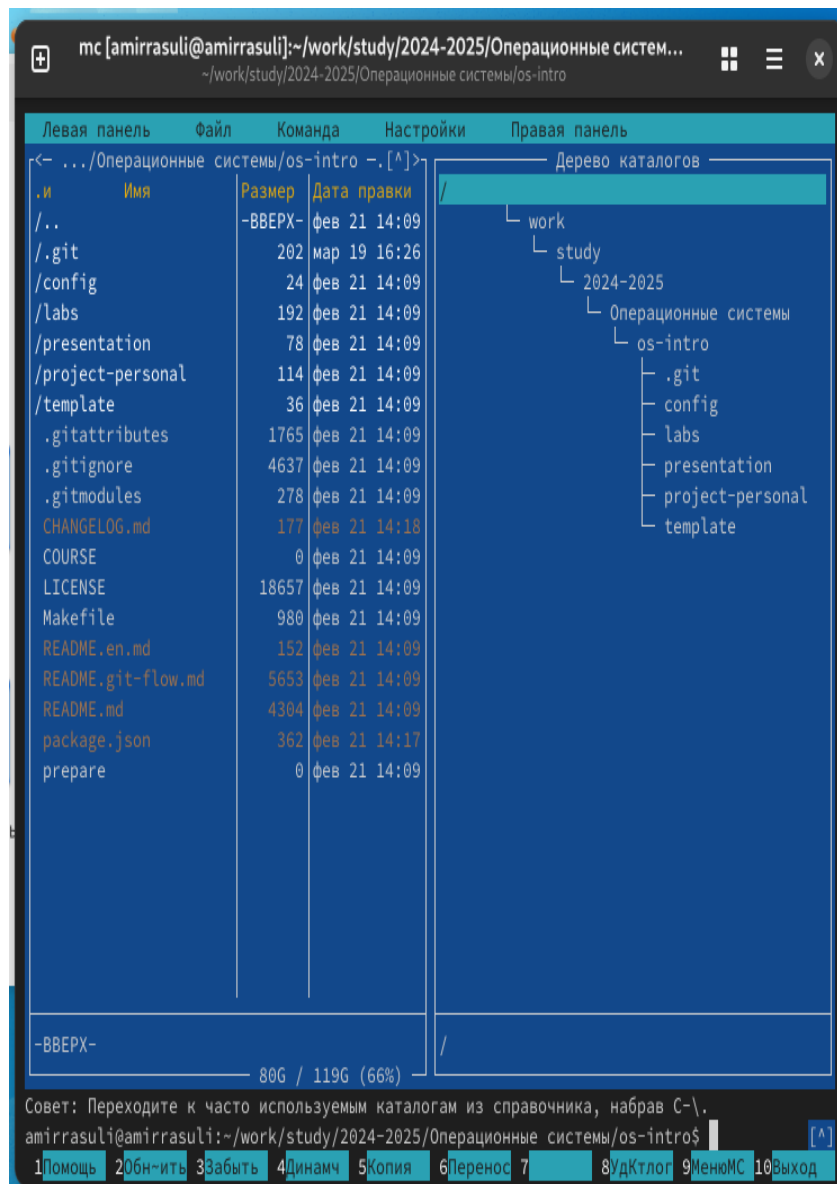 mc [amirrasuli@amirrasuli]:~/work/study/2024-2025/Операционные систем...
~/work/study/2024-2025/Операционные системы/os-intro
Левая панель Файл Команда Настройки Правая панель
<- .../Операционные системы/os-intro -.[^]> Дерево каталогов
.и Имя Размер Дата правки /
/.. -ВВЕРХ- фев 21 14:09 work
/.git 202 мар 19 16:26 study
/config 24 фев 21 14:09 2024-2025
/labs 192 фев 21 14:09 Операционные системы
/presentation 78 фев 21 14:09 os-intro
/project-personal 114 фев 21 14:09 .git
/template 36 фев 21 14:09 config
.gitattributes 1765 фев 21 14:09 labs
.gitignore 4637 фев 21 14:09 presentation
.gitmodules 278 фев 21 14:09 project-personal
CHANGELOG.md 177 фев 21 14:18 template
COURSE 0 фев 21 14:09
LICENSE 18657 фев 21 14:09
Makefile 980 фев 21 14:09
README.en.md 152 фев 21 14:09
README.git-flow.md 5653 фев 21 14:09
README.md 4304 фев 21 14:09
package.json 362 фев 21 14:17
prepare 0 фев 21 14:09
-ВВЕРХ- /
80G / 119G (66%)
Совет: Переходите к часто используемым каталогам из справочника, набрав C-\.
amirrasuli@amirrasuli:~/work/study/2024-2025/Операционные системы/os-intro$ [^]
1Помощь 2Обн~ить 3Забыть 4Динамч 5Копия 6Перенос 7 8УдКтлог 9МенюМС 10Выход